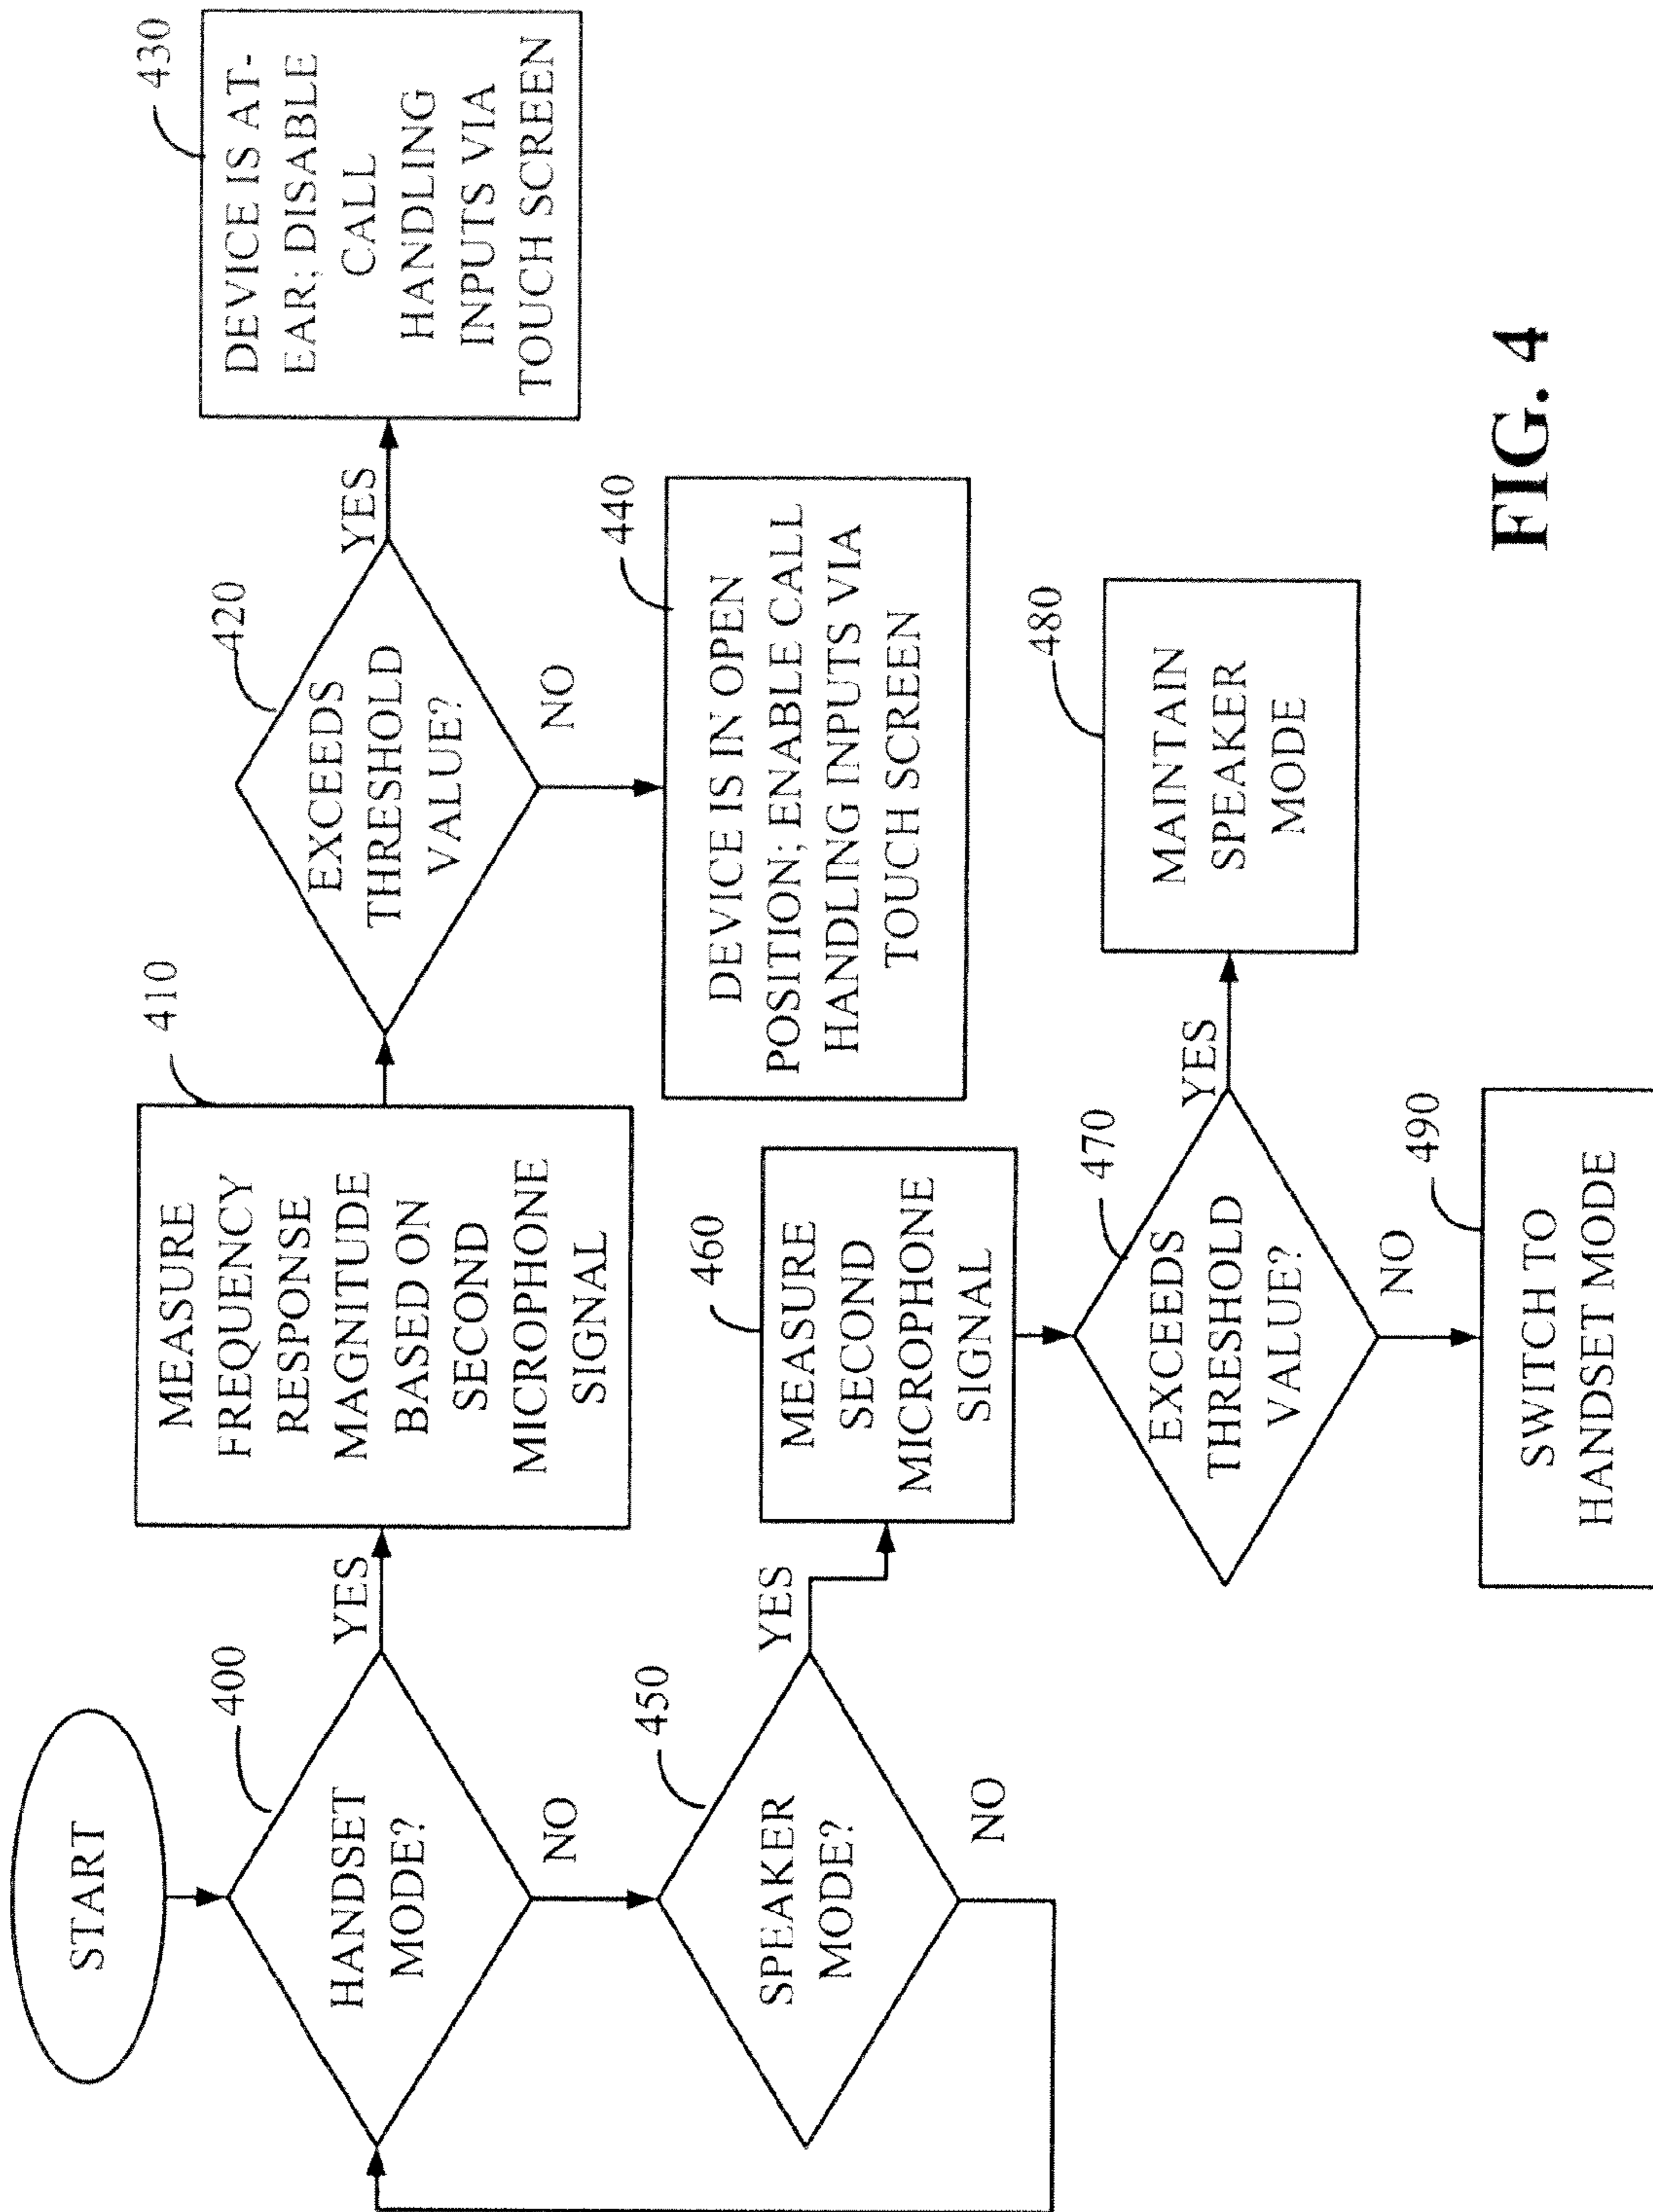 START
400
HANDSET
MODE?
YES
NO
410
MEASURE
FREQUENCY
RESPONSE
MAGNITUDE
BASED ON
SECOND
MICROPHONE
SIGNAL
420
EXCEEDS
THRESHOLD
VALUE?
YES
NO
430
DEVICE IS AT-
EAR; DISABLE
CALL
HANDLING
INPUTS VIA
TOUCH SCREEN
440
DEVICE IS IN OPEN
POSITION; ENABLE CALL
HANDLING INPUTS VIA
TOUCH SCREEN
450
SPEAKER
MODE?
YES
NO
460
MEASURE
SECOND
MICROPHONE
SIGNAL
470
EXCEEDS
THRESHOLD
VALUE?
YES
NO
480
MAINTAIN
SPEAKER
MODE
490
SWITCH TO
HANDSET MODE
FIG. 4